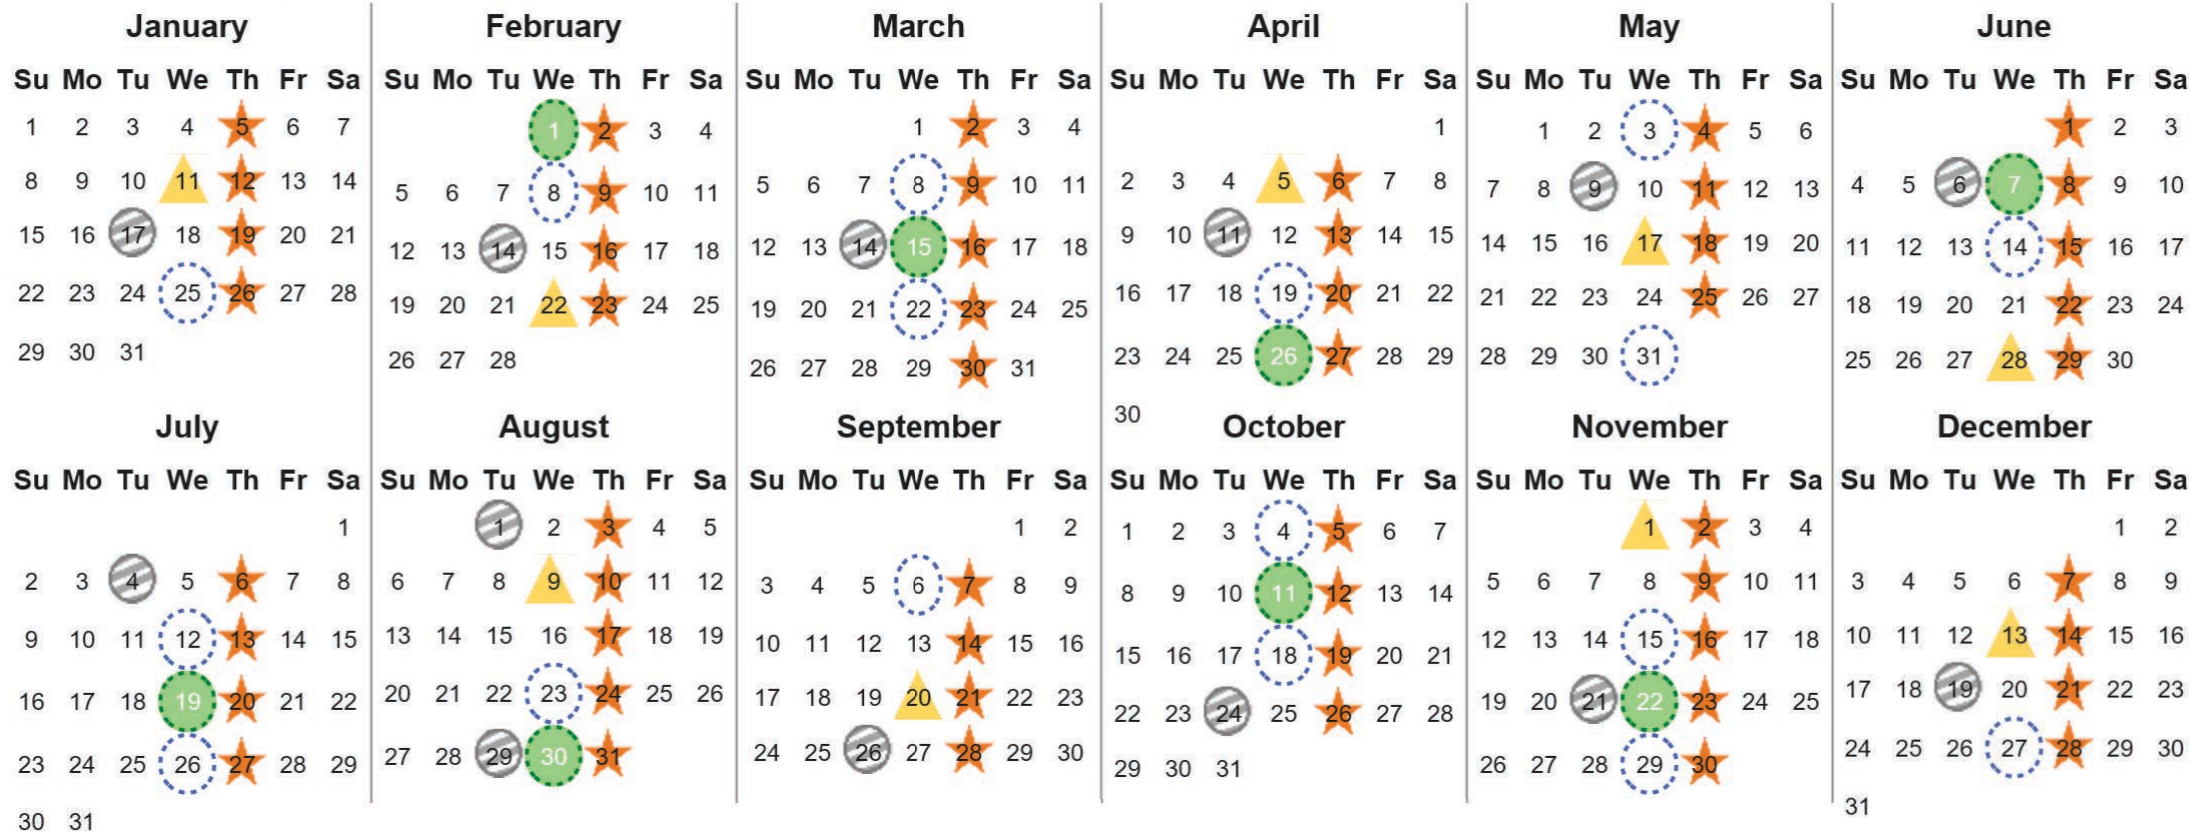 January
Su Mo Tu We Th Fr Sa
1 2 3 4 5 6 7
8 9 10 11 12 13 14
15 16 17 18 19 20 21
22 23 24 25 26 27 28
29 30 31
February
Su Mo Tu We Th Fr Sa
1 2 3 4
5 6 7 8 9 10 11
12 13 14 15 16 17 18
19 20 21 22 23 24 25
26 27 28
March
Su Mo Tu We Th Fr Sa
1 2 3 4
5 6 7 8 9 10 11
12 13 14 15 16 17 18
19 20 21 22 23 24 25
26 27 28 29 30 31
April
Su Mo Tu We Th Fr Sa
1
2 3 4 5 6 7 8
9 10 11 12 13 14 15
16 17 18 19 20 21 22
23 24 25 26 27 28 29
30
May
Su Mo Tu We Th Fr Sa
1 2 3 4 5 6
7 8 9 10 11 12 13
14 15 16 17 18 19 20
21 22 23 24 25 26 27
28 29 30 31
June
Su Mo Tu We Th Fr Sa
1 2 3
4 5 6 7 8 9 10
11 12 13 14 15 16 17
18 19 20 21 22 23 24
25 26 27 28 29 30
July
Su Mo Tu We Th Fr Sa
1
2 3 4 5 6 7 8
9 10 11 12 13 14 15
16 17 18 19 20 21 22
23 24 25 26 27 28 29
30 31
August
Su Mo Tu We Th Fr Sa
1 2 3 4 5
6 7 8 9 10 11 12
13 14 15 16 17 18 19
20 21 22 23 24 25 26
27 28 29 30 31
September
Su Mo Tu We Th Fr Sa
1 2
3 4 5 6 7 8 9
10 11 12 13 14 15 16
17 18 19 20 21 22 23
24 25 26 27 28 29 30
October
Su Mo Tu We Th Fr Sa
1 2 3 4 5 6 7
8 9 10 11 12 13 14
15 16 17 18 19 20 21
22 23 24 25 26 27 28
29 30 31
November
Su Mo Tu We Th Fr Sa
1 2 3 4
5 6 7 8 9 10 11
12 13 14 15 16 17 18
19 20 21 22 23 24 25
26 27 28 29 30
December
Su Mo Tu We Th Fr Sa
1 2
3 4 5 6 7 8 9
10 11 12 13 14 15 16
17 18 19 20 21 22 23
24 25 26 27 28 29 30
31